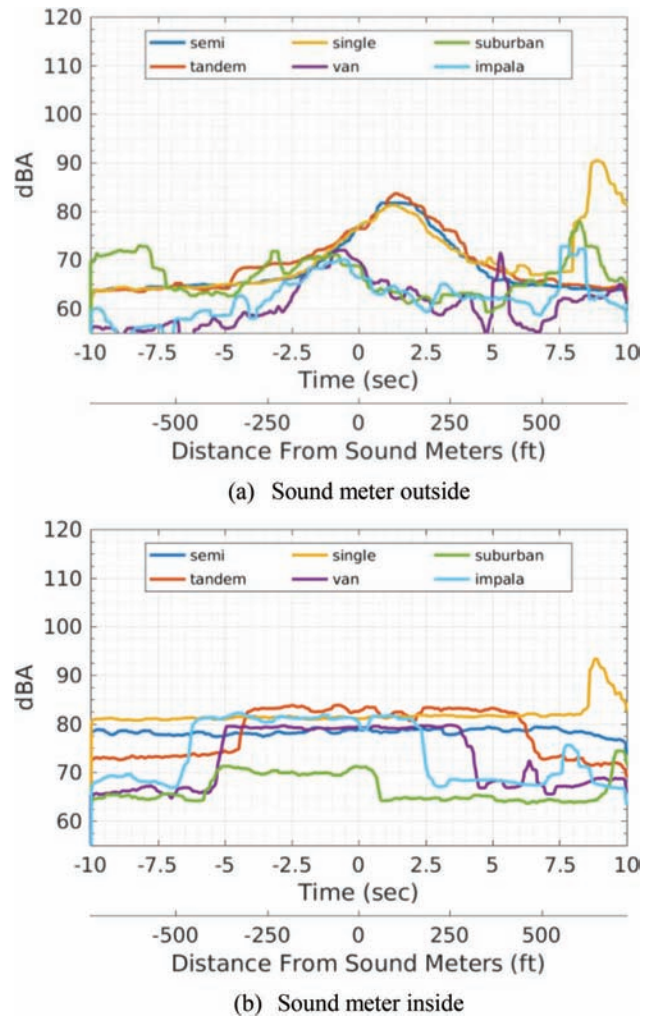 120
110
100
90
80
70
60
dBA
semi single suburban
tandem van impala
-10 -7.5 -5 -2.5 0 2.5 5 7.5 10
Time (sec)
-500 -250 0 250 500
Distance From Sound Meters (ft)
(a) Sound meter outside
120
110
100
90
80
70
60
dBA
semi single suburban
tandem van impala
-10 -7.5 -5 -2.5 0 2.5 5 7.5 10
Time (sec)
-500 -250 0 250 500
Distance From Sound Meters (ft)
(b) Sound meter inside